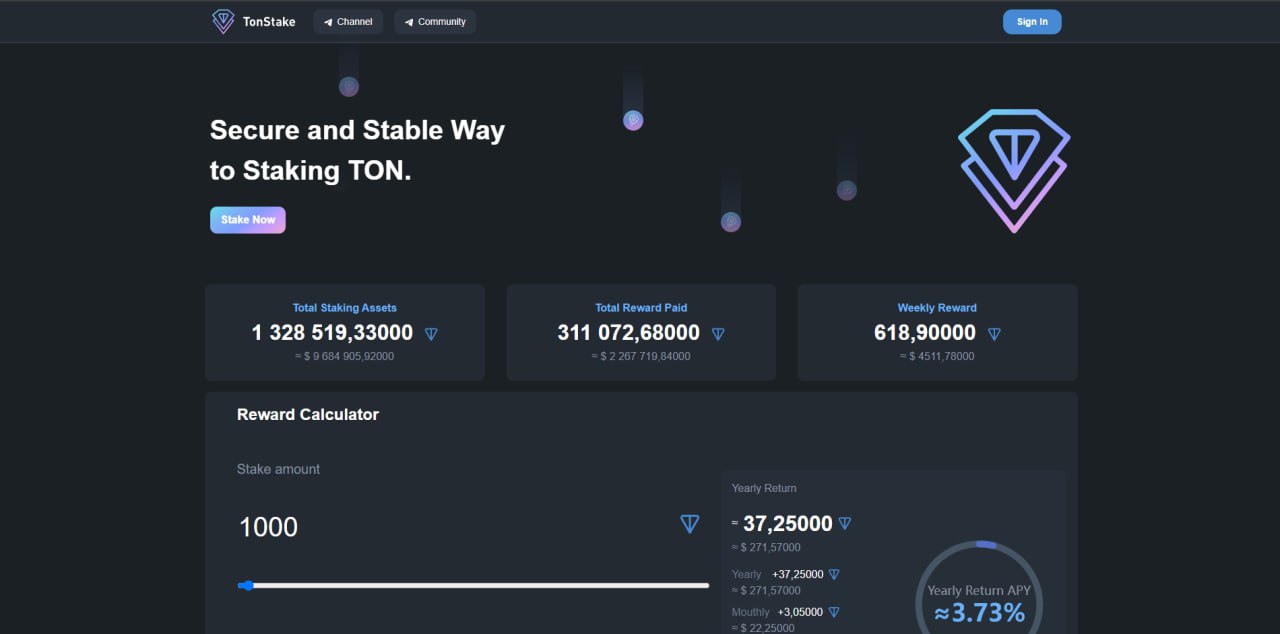 TonStake
Channel
Community
Sign In
Secure and Stable Way
to Staking TON.
Stake Now
Total Staking Assets
1 328 519,33000
≈ $ 9 684 905,92000
Total Reward Paid
311 072,68000
≈ $ 2 267 719,84000
Weekly Reward
618,90000
≈ $ 4511,78000
Reward Calculator
Stake amount
1000
Yearly Return
≈ 37,25000
≈ $ 271,57000
Yearly +37,25000
≈ $ 271,57000
Mouthly +3,05000
≈ $ 22,25000
Yearly Return APY
≈3.73%